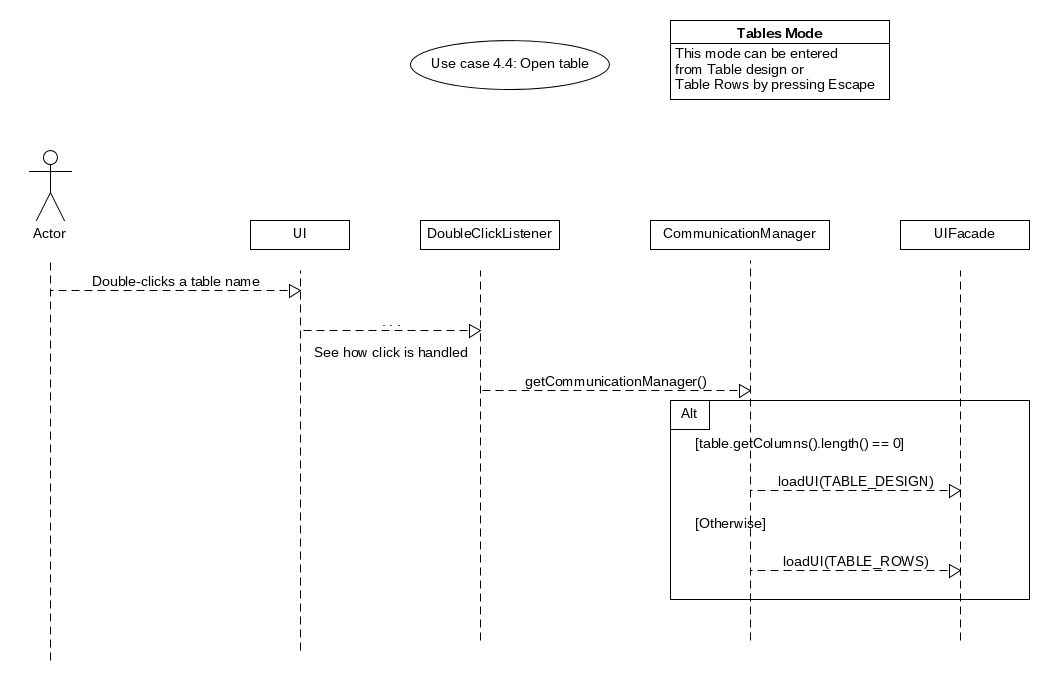 Tables Mode
Use case 4.4: Open table
This mode can be entered
from Table design or
Table Rows by pressing Escape
Actor
UI
DoubleClickListener
CommunicationManager
UIFacade
Double-clicks a table name
. . .
See how click is handled
getCommunicationManager()
Alt
[table.getColumns().length() == 0]
loadUI(TABLE_DESIGN)
[Otherwise]
loadUI(TABLE_ROWS)